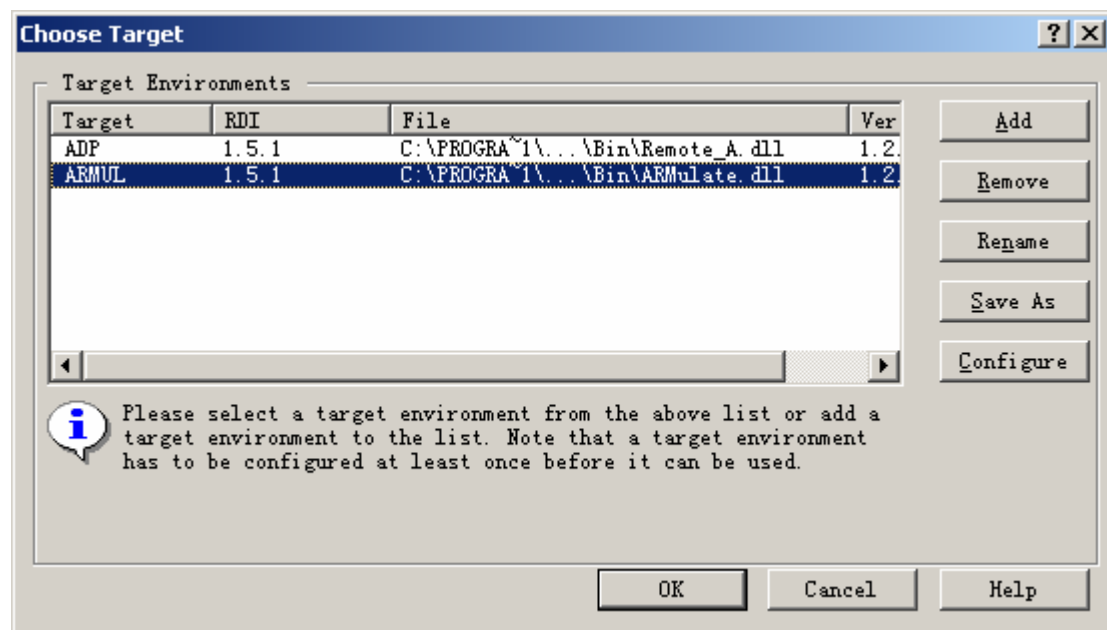 Choose Target
Target Environments
Target RDI File Ver
ADP 1.5.1 C:\PROGRA~1\...\Bin\Remote_A.dll 1.2.
ARMUL 1.5.1 C:\PROGRA~1\...\Bin\ARMulate.dll 1.2.
Add
Remove
Rename
Save As
Configure
Please select a target environment from the above list or add a
target environment to the list. Note that a target environment
has to be configured at least once before it can be used.
OK Cancel Help